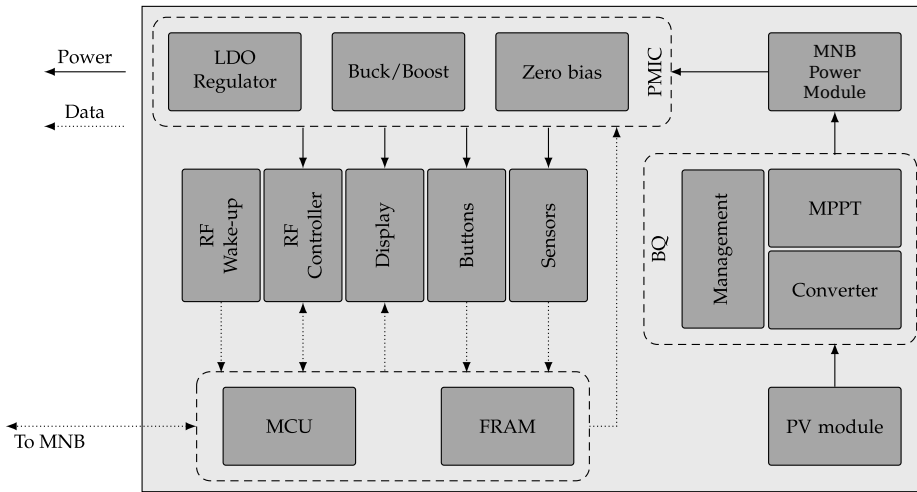 Power
Data
LDO
Regulator
Buck/Boost
Zero bias
PMIC
MNB
Power
Module
RF
Wake-up
RF
Controller
Display
Buttons
Sensors
BQ
Management
MPPT
Converter
MCU
FRAM
PV module
To MNB